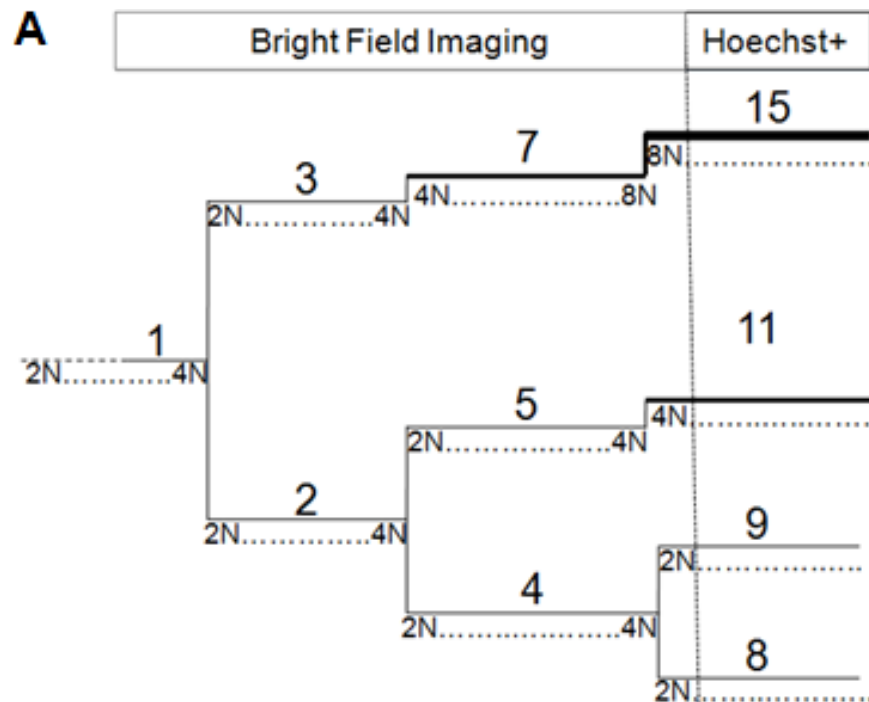 A
Bright Field Imaging Hoechst+
15
8N..................
7
4N..................8N
3
2N..............4N
11
4N..................
1
2N............4N
5
2N................4N
2
2N..............4N
9
2N..................
4
2N................4N
8
2N..................